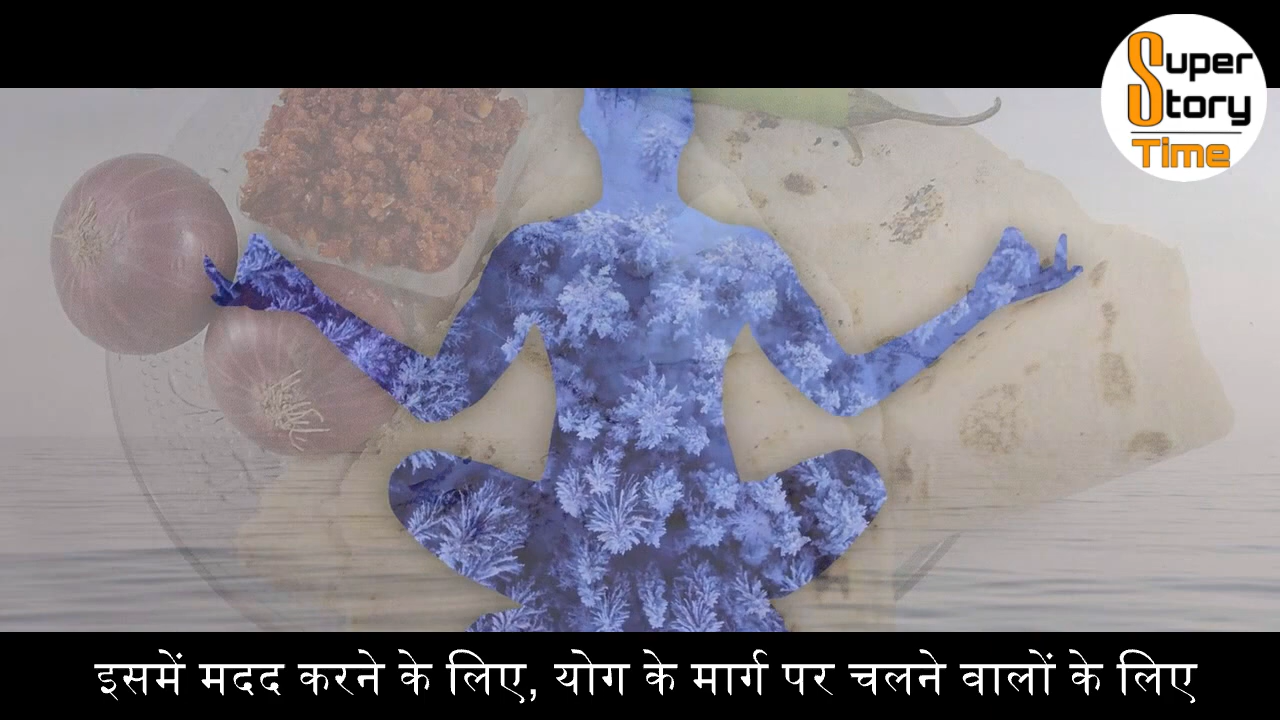 Super
Story
Time
इसमें मदद करने के लिए, योग के मार्ग पर चलने वालों के लिए